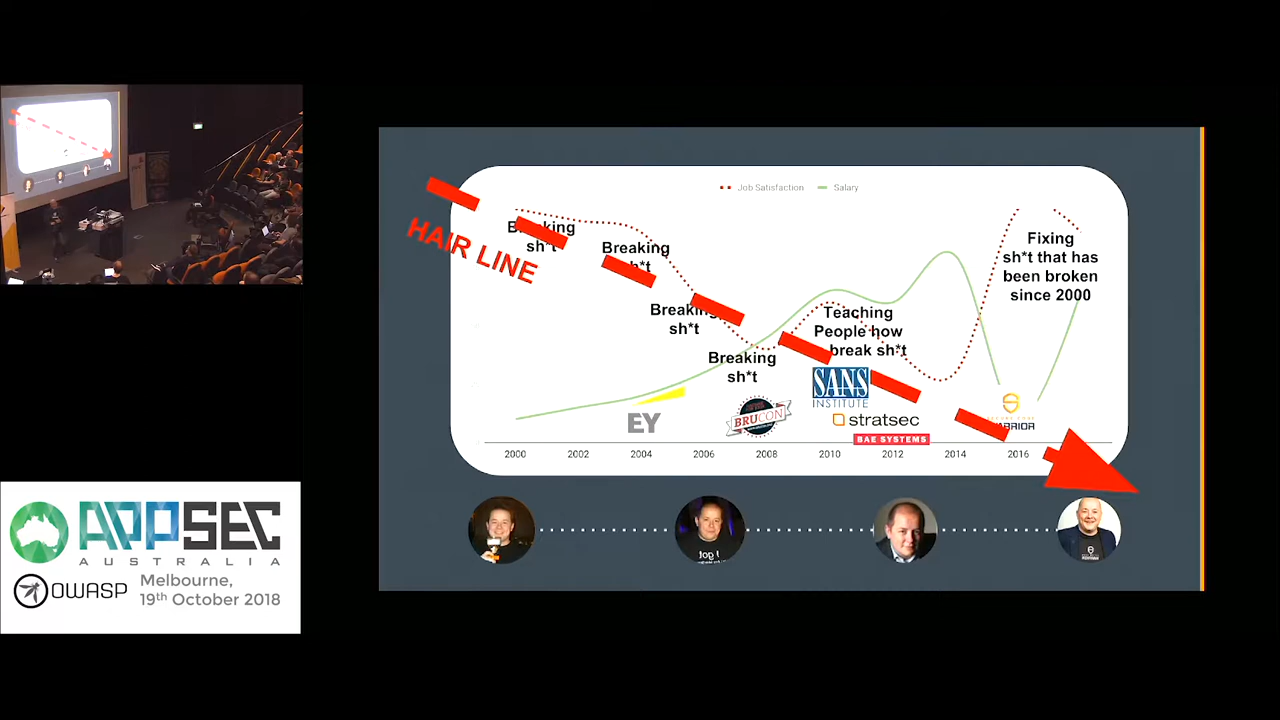 Job Satisfaction
Salary
HAIR LINE
Breaking
sh*t
Breaking
sh*t
Breaking
sh*t
Breaking
sh*t
Teaching
People how
break sh*t
Fixing
sh*t that has
been broken
since 2000
EY
BRUCON
SANS
INSTITUTE
stratsec
BAE SYSTEMS
WARRIOR
2000
2002
2004
2006
2008
2010
2012
2014
2016
APPSEC
AUSTRALIA
OWASP
Melbourne,
19th October 2018